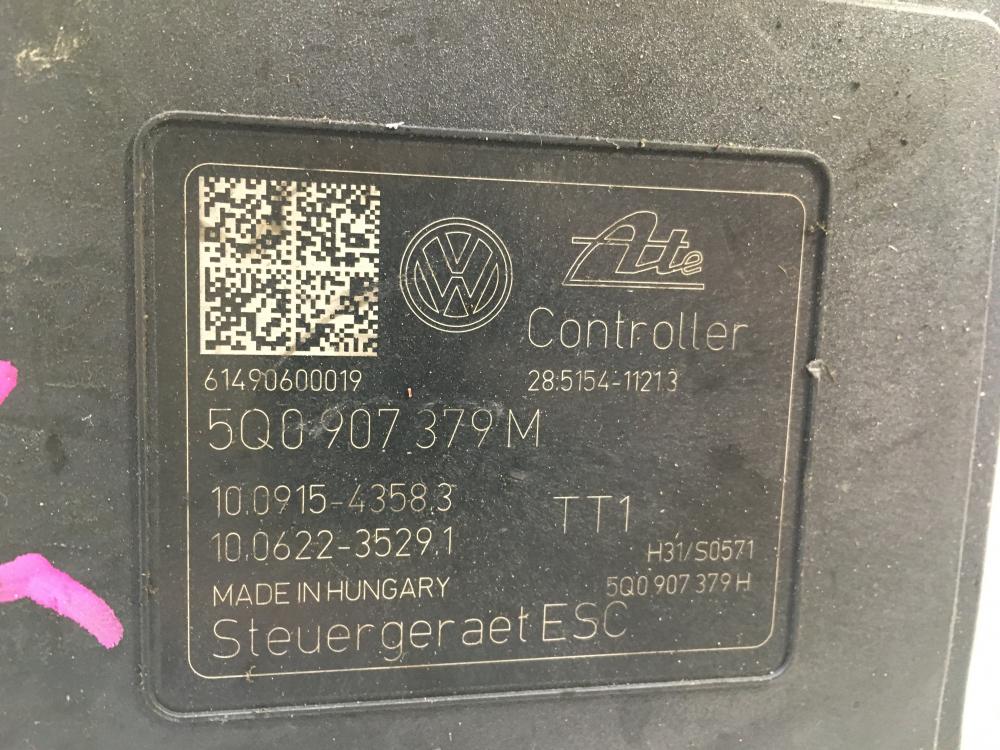 Ate
Controller
61490600019 28.5154-1121.3
5Q0 907 379 M
10.0915-4358.3
TT1
10.0622-3529.1
H31/S0571
MADE IN HUNGARY 5Q0 907 379 H
Steuergeraet ESC